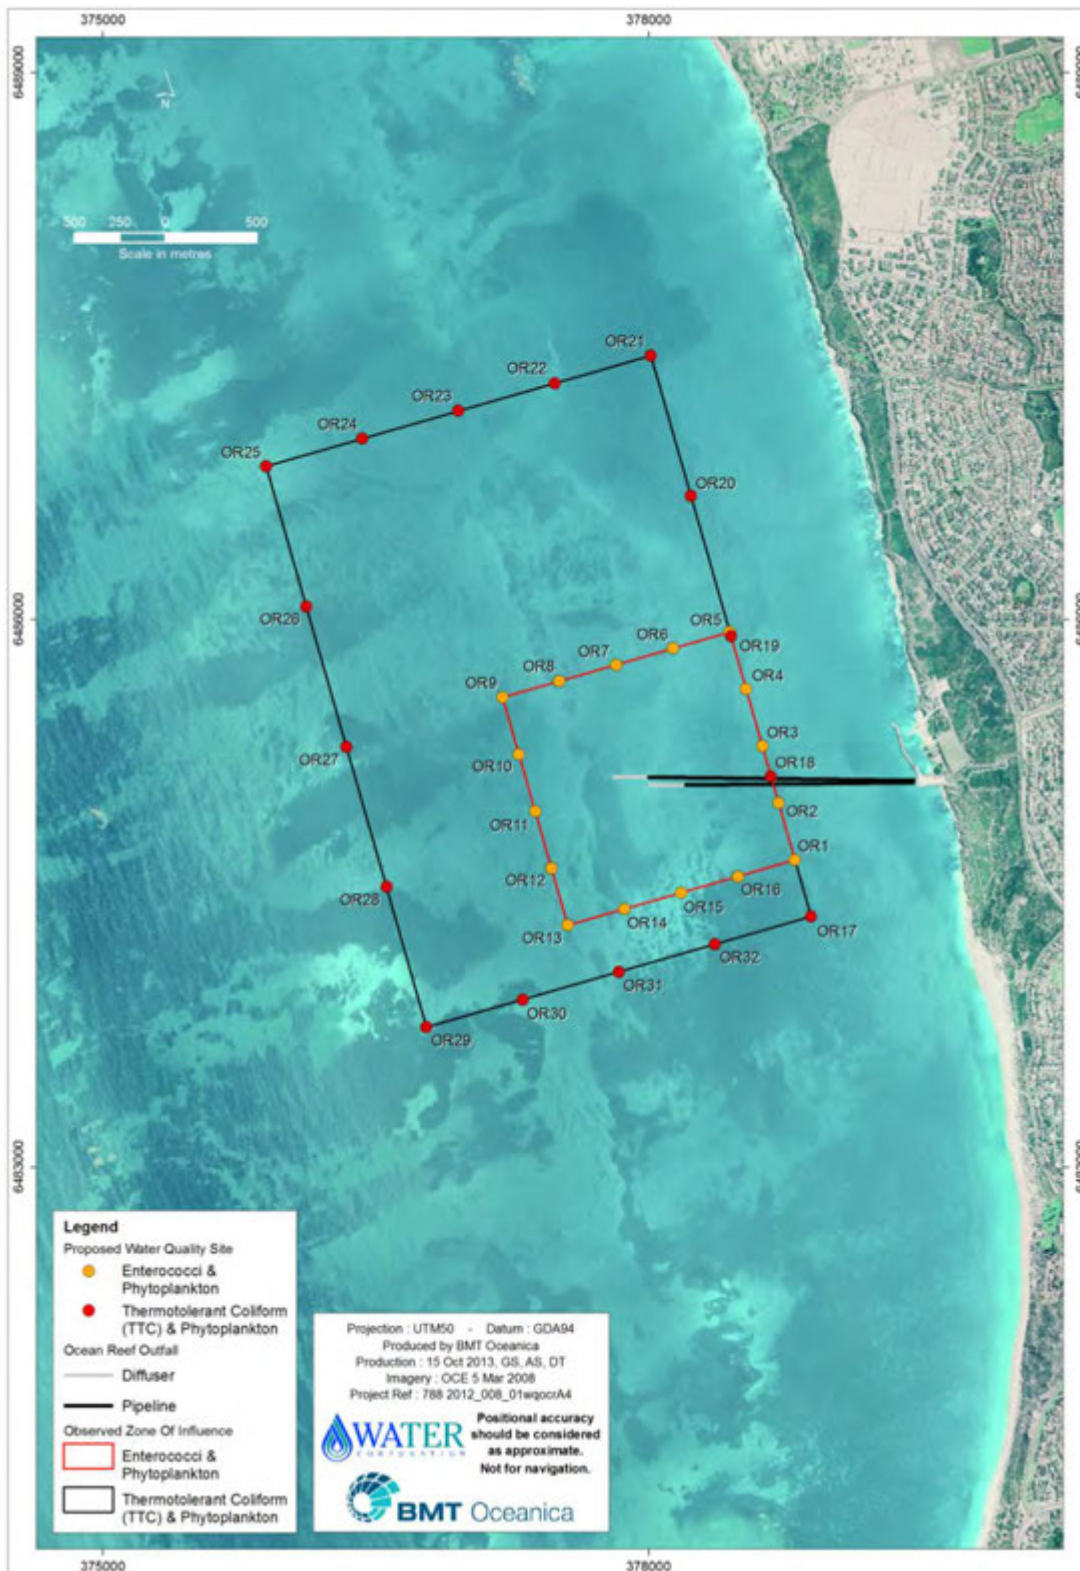 375000
378000
6489000
N
500 250 0 500
Scale in metres
OR21
OR22
OR23
OR24
OR25
OR20
OR26
OR5
OR19
OR6
OR7
OR8
OR9
OR4
OR3
OR27
OR10
OR18
OR2
OR11
OR1
OR12
OR28
OR16
OR15
OR14
OR13
OR17
OR32
OR31
OR30
OR29
6486000
6483000
6483000
Legend
Proposed Water Quality Site
Enterococci &
Phytoplankton
Thermotolerant Coliform
(TTC) & Phytoplankton
Ocean Reef Outfall
Diffuser
Pipeline
Observed Zone Of Influence
Enterococci &
Phytoplankton
Thermotolerant Coliform
(TTC) & Phytoplankton
Projection : UTM50 - Datum : GDA94
Produced by BMT Oceanica
Production : 15 Oct 2013, GS, AS, DT
Imagery : OCE 5 Mar 2008
Project Ref : 788 2012_008_01wqocrA4
WATER
CORPORATION
Positional accuracy
should be considered
as approximate.
Not for navigation.
BMT Oceanica
375000
378000